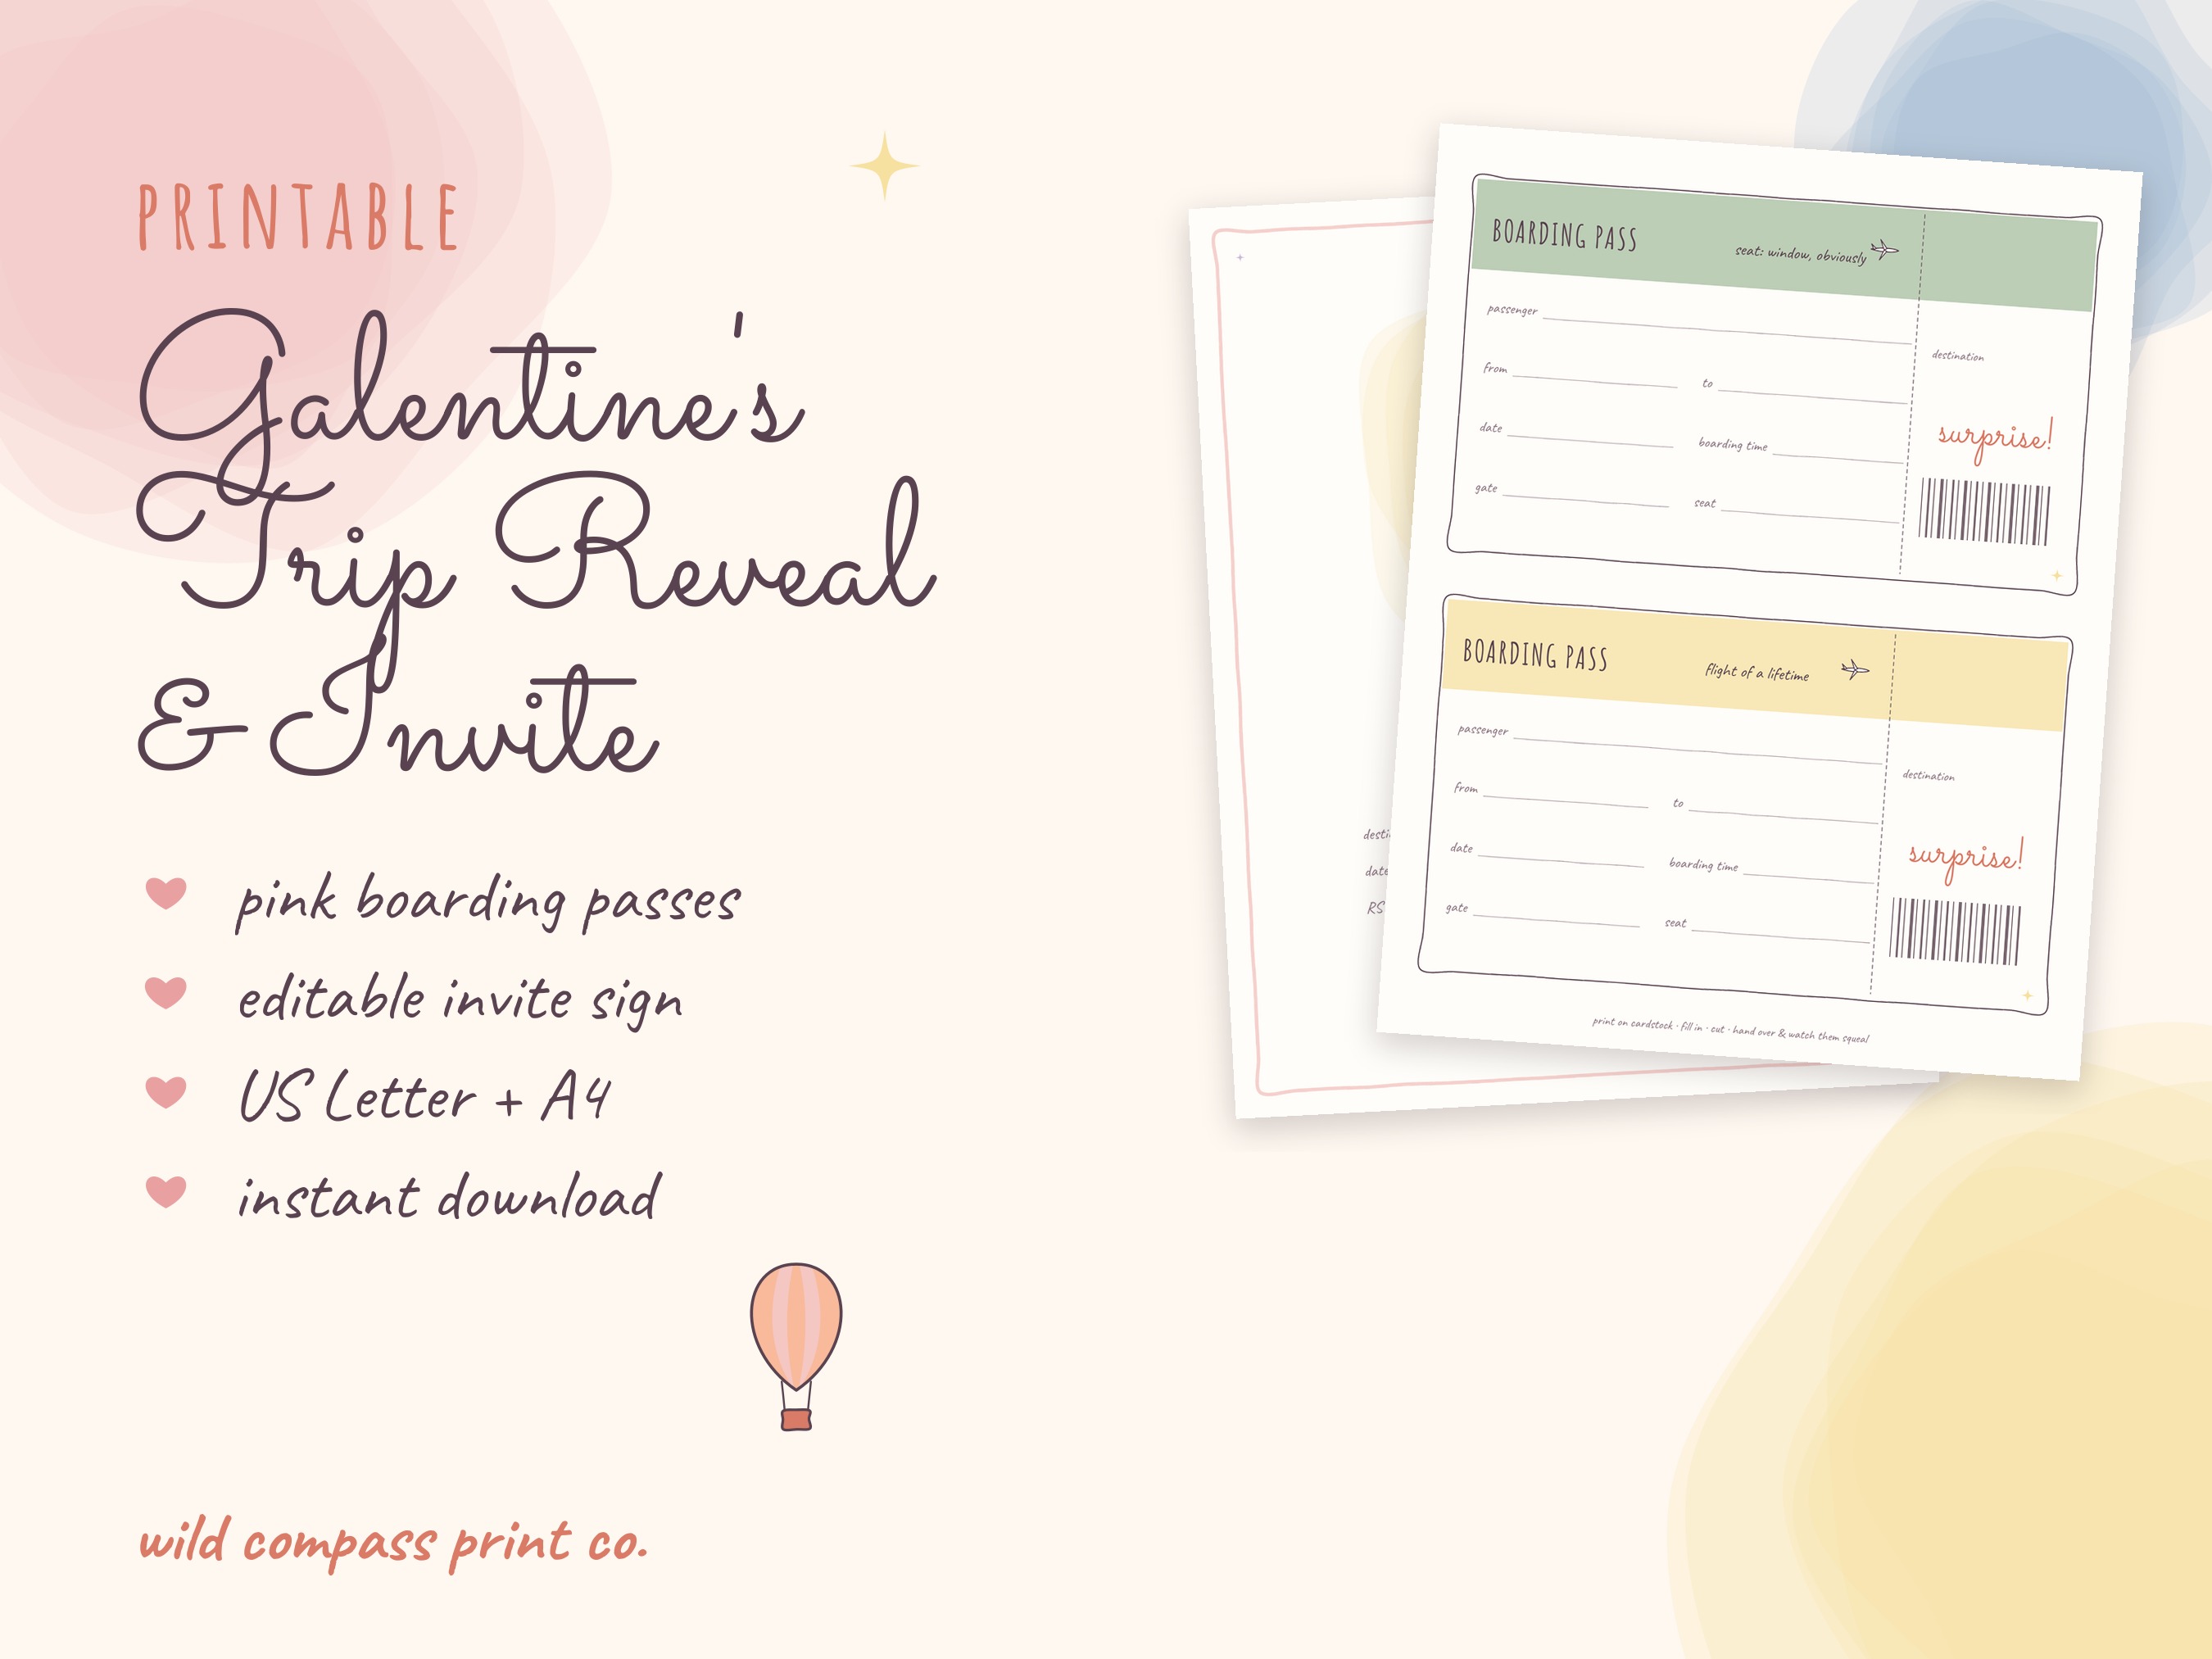 PRINTABLE
Galentine's
Trip Reveal
& Invite
pink boarding passes
editable invite sign
US Letter + A4
instant download
wild compass print co.
date
BOARDING PASS
seat: window, obviously
passenger
from
to
date
boarding time
gate
seat
destination
surprise!
BOARDING PASS
flight of a lifetime
passenger
from
to
date
boarding time
gate
seat
destination
surprise!
print on cardstock · fill in · cut · hand over & watch them squeal